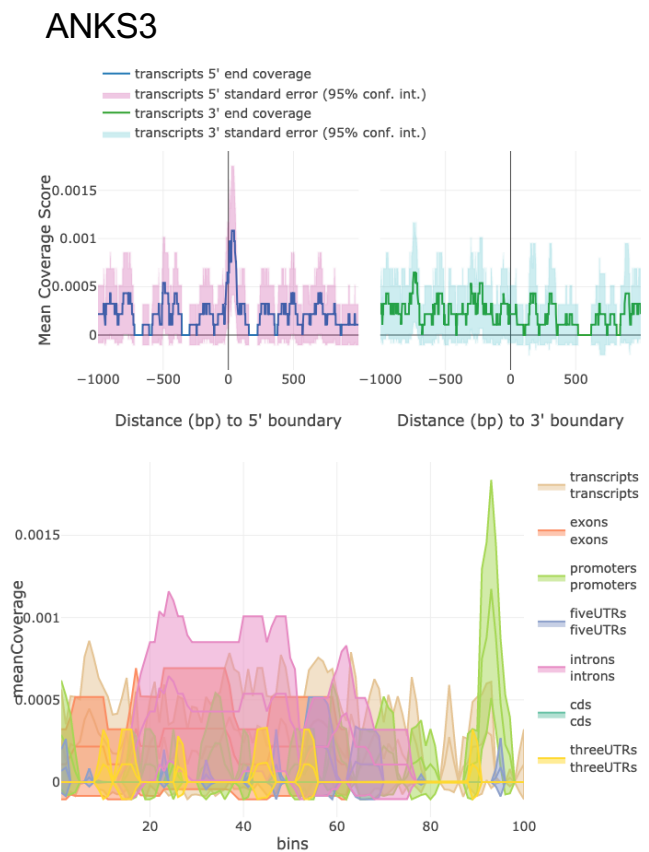 ANKS3
transcripts 5' end coverage
transcripts 5' standard error (95% conf. int.)
transcripts 3' end coverage
transcripts 3' standard error (95% conf. int.)
Mean Coverage Score
0.0015
0.001
0.0005
0
−1000
−500
0
500
−1000
−500
0
500
Distance (bp) to 5' boundary
Distance (bp) to 3' boundary
meanCoverage
0.0015
0.001
0.0005
0
20
40
60
80
100
bins
transcripts
transcripts
exons
exons
promoters
promoters
fiveUTRs
fiveUTRs
introns
introns
cds
cds
threeUTRs
threeUTRs